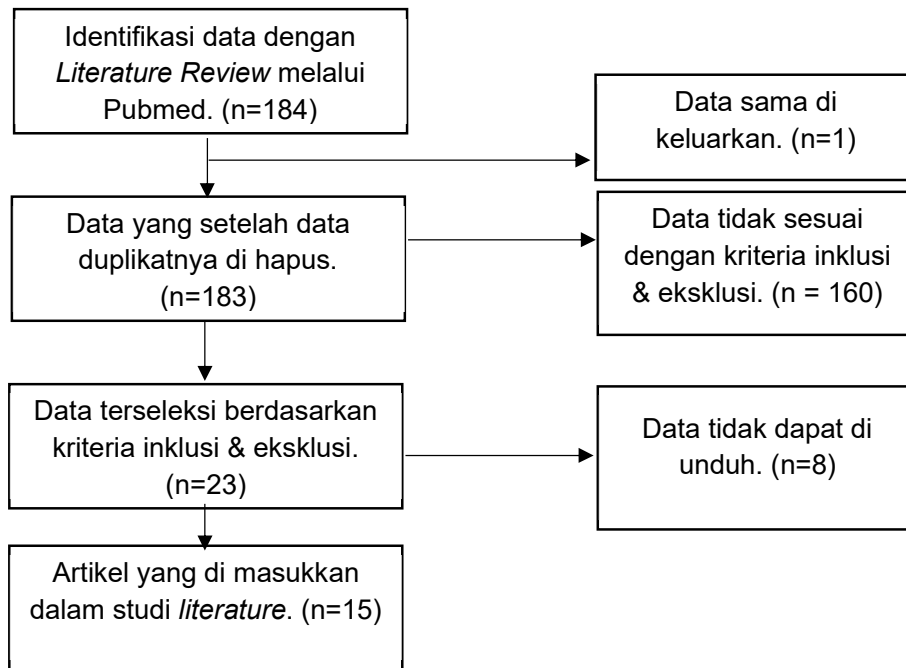 Identifikasi data dengan
Literature Review melalui
Pubmed. (n=184)
Data sama di
keluarkan. (n=1)
Data yang setelah data
duplikatnya di hapus.
(n=183)
Data tidak sesuai
dengan kriteria inklusi
& eksklusi. (n = 160)
Data terseleksi berdasarkan
kriteria inklusi & eksklusi.
(n=23)
Data tidak dapat di
unduh. (n=8)
Artikel yang di masukkan
dalam studi literature. (n=15)